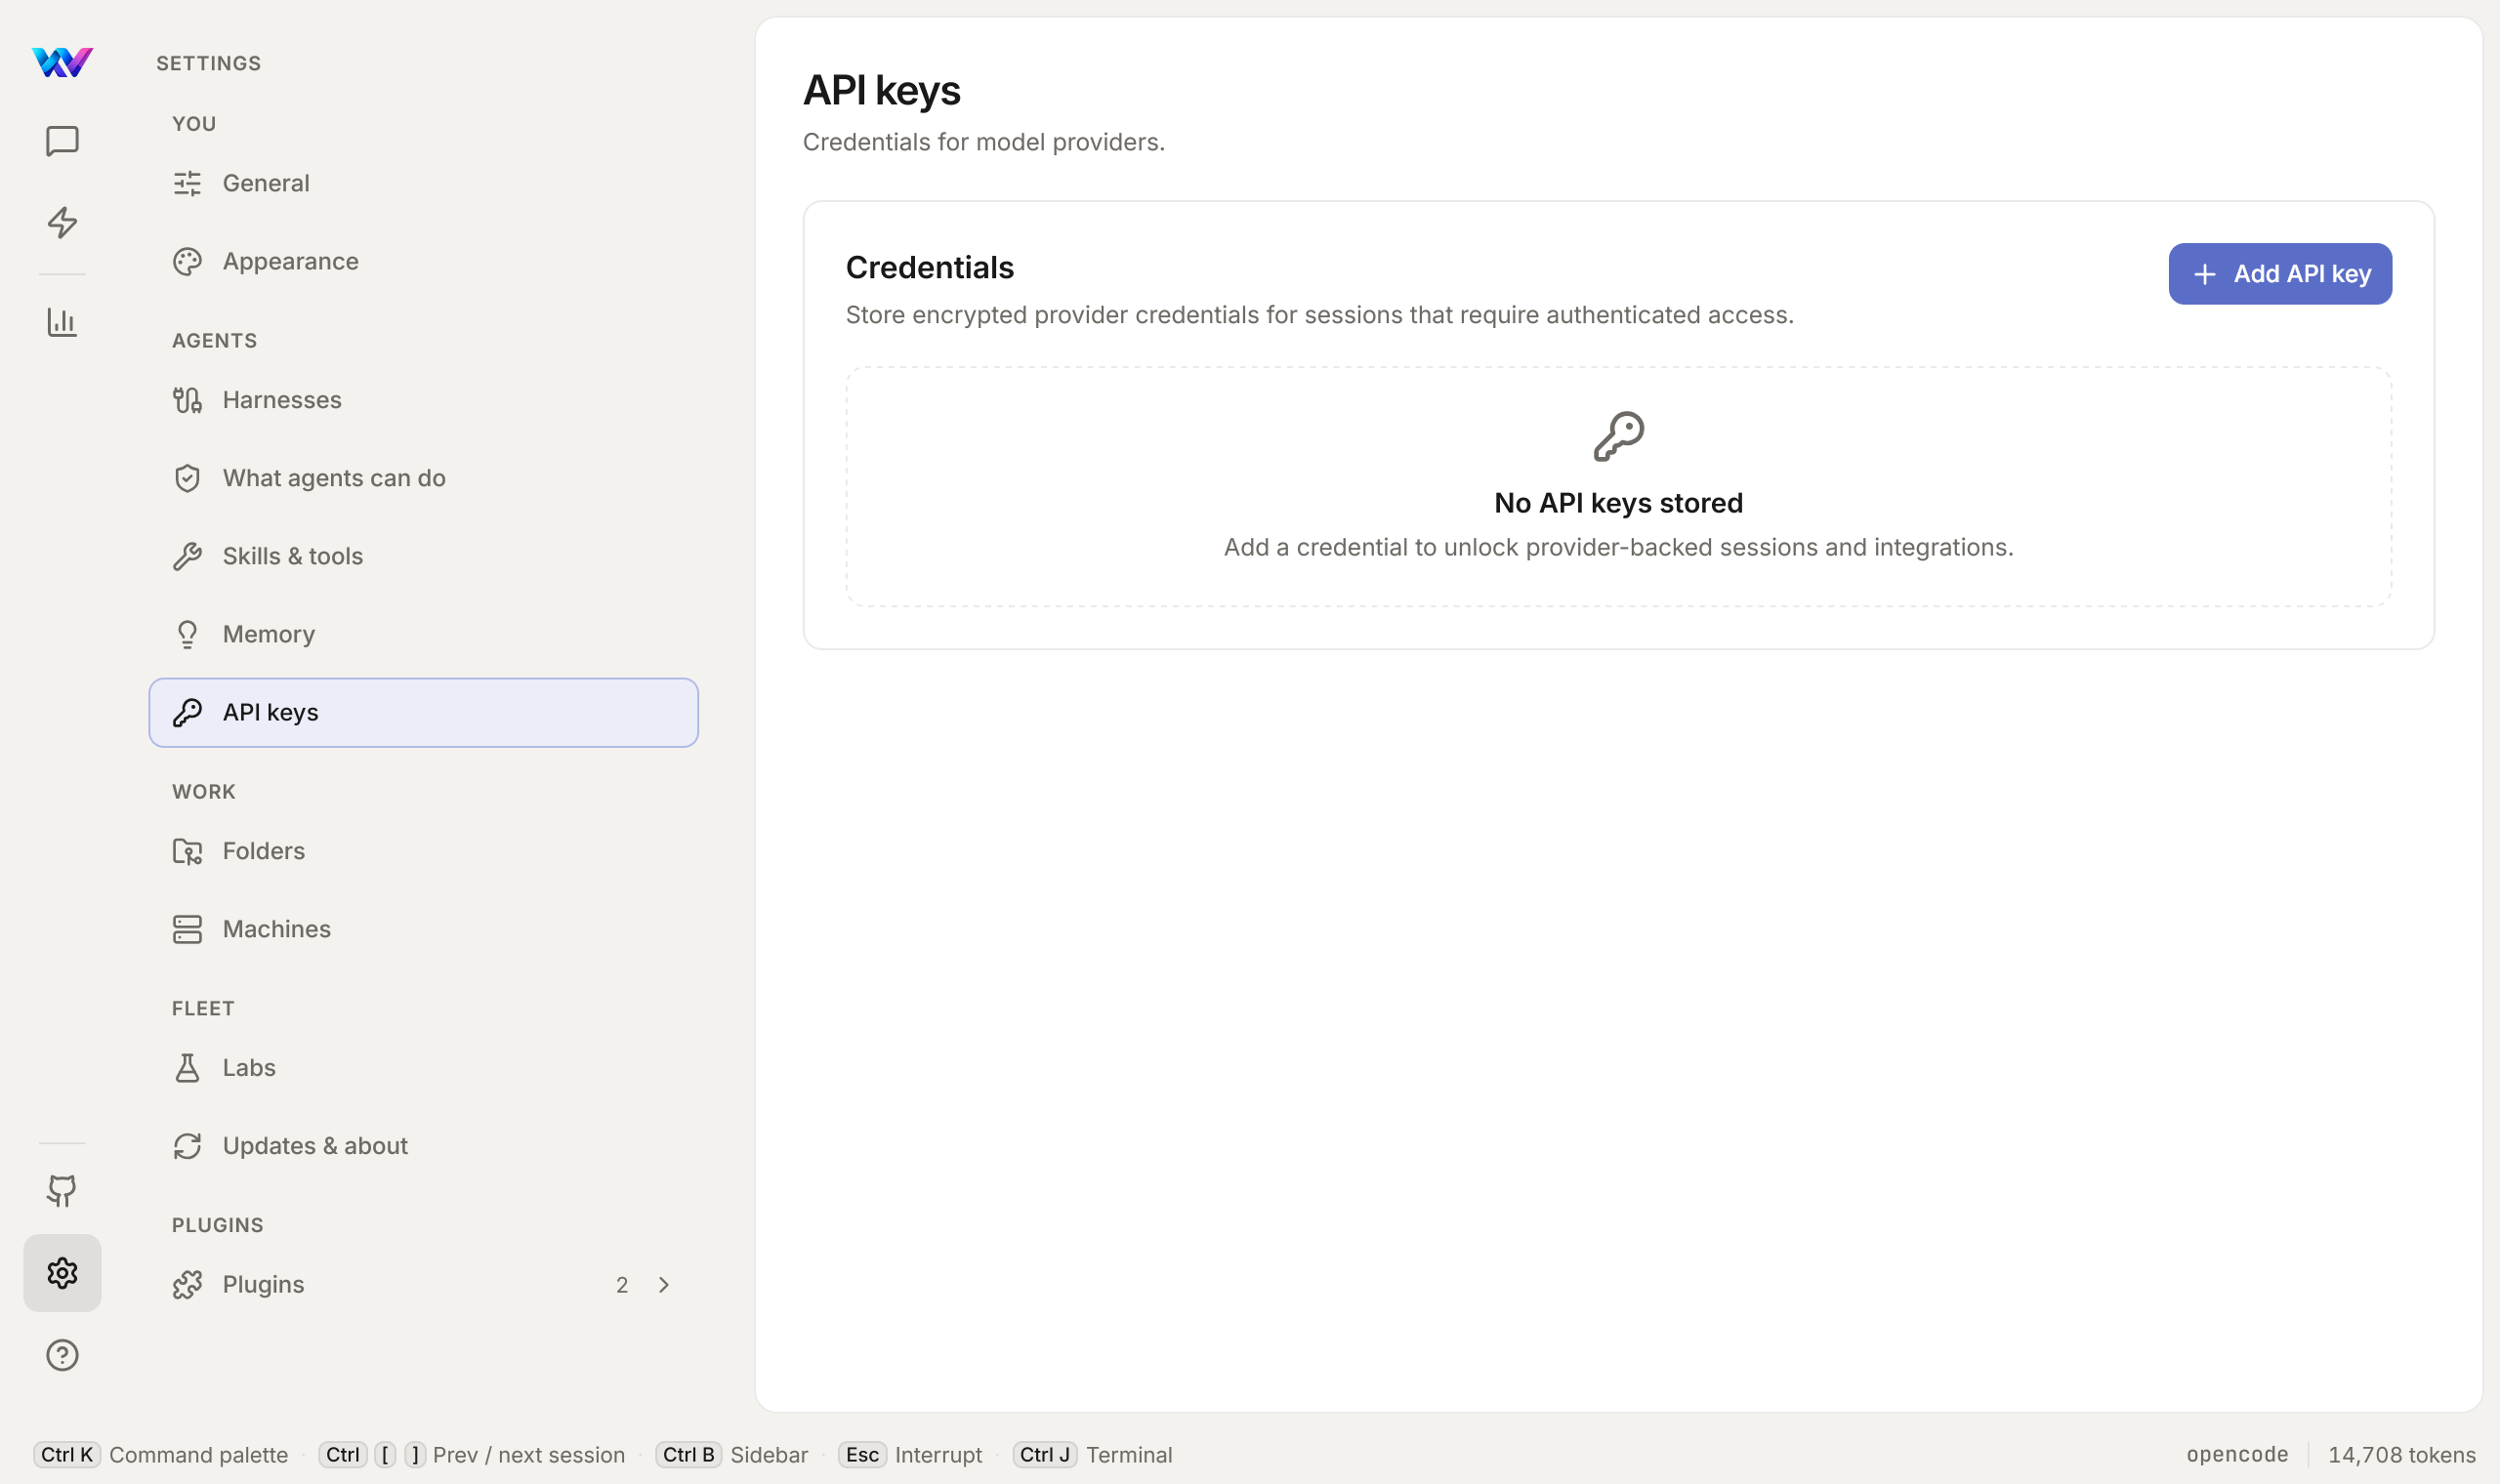 SETTINGS
YOU
General
Appearance
AGENTS
Harnesses
What agents can do
Skills & tools
Memory
API keys
WORK
Folders
Machines
FLEET
Labs
Updates & about
PLUGINS
Plugins 2
API keys
Credentials for model providers.
Credentials
Store encrypted provider credentials for sessions that require authenticated access.
Add API key
No API keys stored
Add a credential to unlock provider-backed sessions and integrations.
Ctrl K Command palette · Ctrl [ ] Prev / next session · Ctrl B Sidebar · Esc Interrupt · Ctrl J Terminal
opencode 14,708 tokens